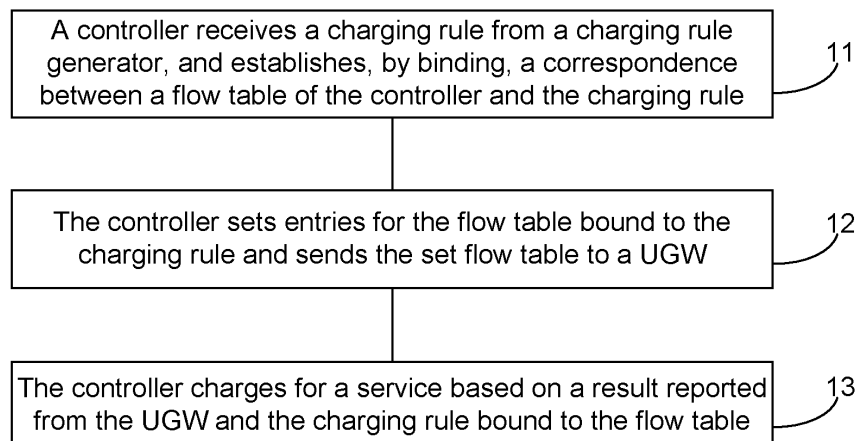 A controller receives a charging rule from a charging rule
generator, and establishes, by binding, a correspondence
between a flow table of the controller and the charging rule
11
The controller sets entries for the flow table bound to the
charging rule and sends the set flow table to a UGW
12
The controller charges for a service based on a result reported
from the UGW and the charging rule bound to the flow table
13